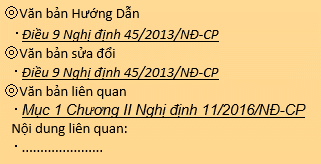 Văn bản Hướng Dẫn
· Điều 9 Nghị định 45/2013/NĐ-CP
Văn bản sửa đổi
· Điều 9 Nghị định 45/2013/NĐ-CP
Văn bản liên quan
· Mục 1 Chương II Nghị định 11/2016/NĐ-CP
Nội dung liên quan:
· ......................